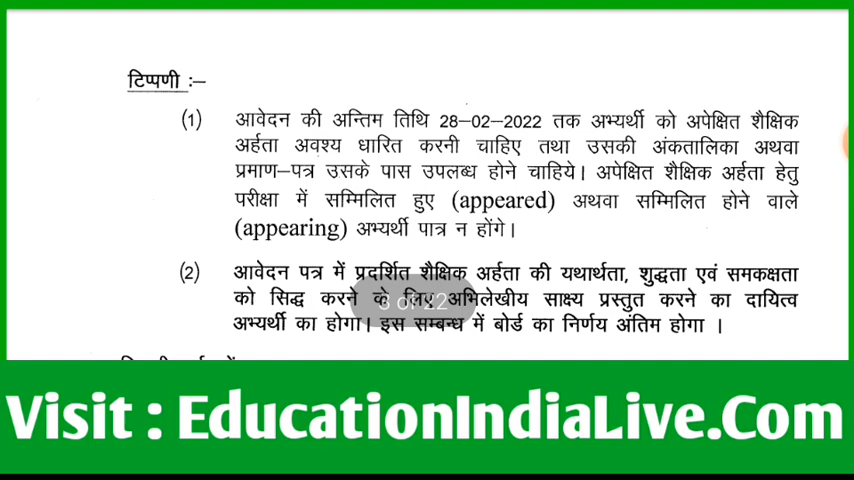 टिप्पणी :–
(1) आवेदन की अन्तिम तिथि 28–02–2022 तक अभ्यर्थी को अपेक्षित शैक्षिक
अर्हता अवश्य धारित करनी चाहिए तथा उसकी अंकतालिका अथवा
प्रमाण–पत्र उसके पास उपलब्ध होने चाहिये। अपेक्षित शैक्षिक अर्हता हेतु
परीक्षा में सम्मिलित हुए (appeared) अथवा सम्मिलित होने वाले
(appearing) अभ्यर्थी पात्र न होंगे।
(2) आवेदन पत्र में प्रदर्शित शैक्षिक अर्हता की यथार्थता, शुद्धता एवं समकक्षता
को सिद्ध करने के लिए अभिलेखीय साक्ष्य प्रस्तुत करने का दायित्व
3 of 22
अभ्यर्थी का होगा। इस सम्बन्ध में बोर्ड का निर्णय अंतिम होगा ।
Visit : EducationIndiaLive.Com